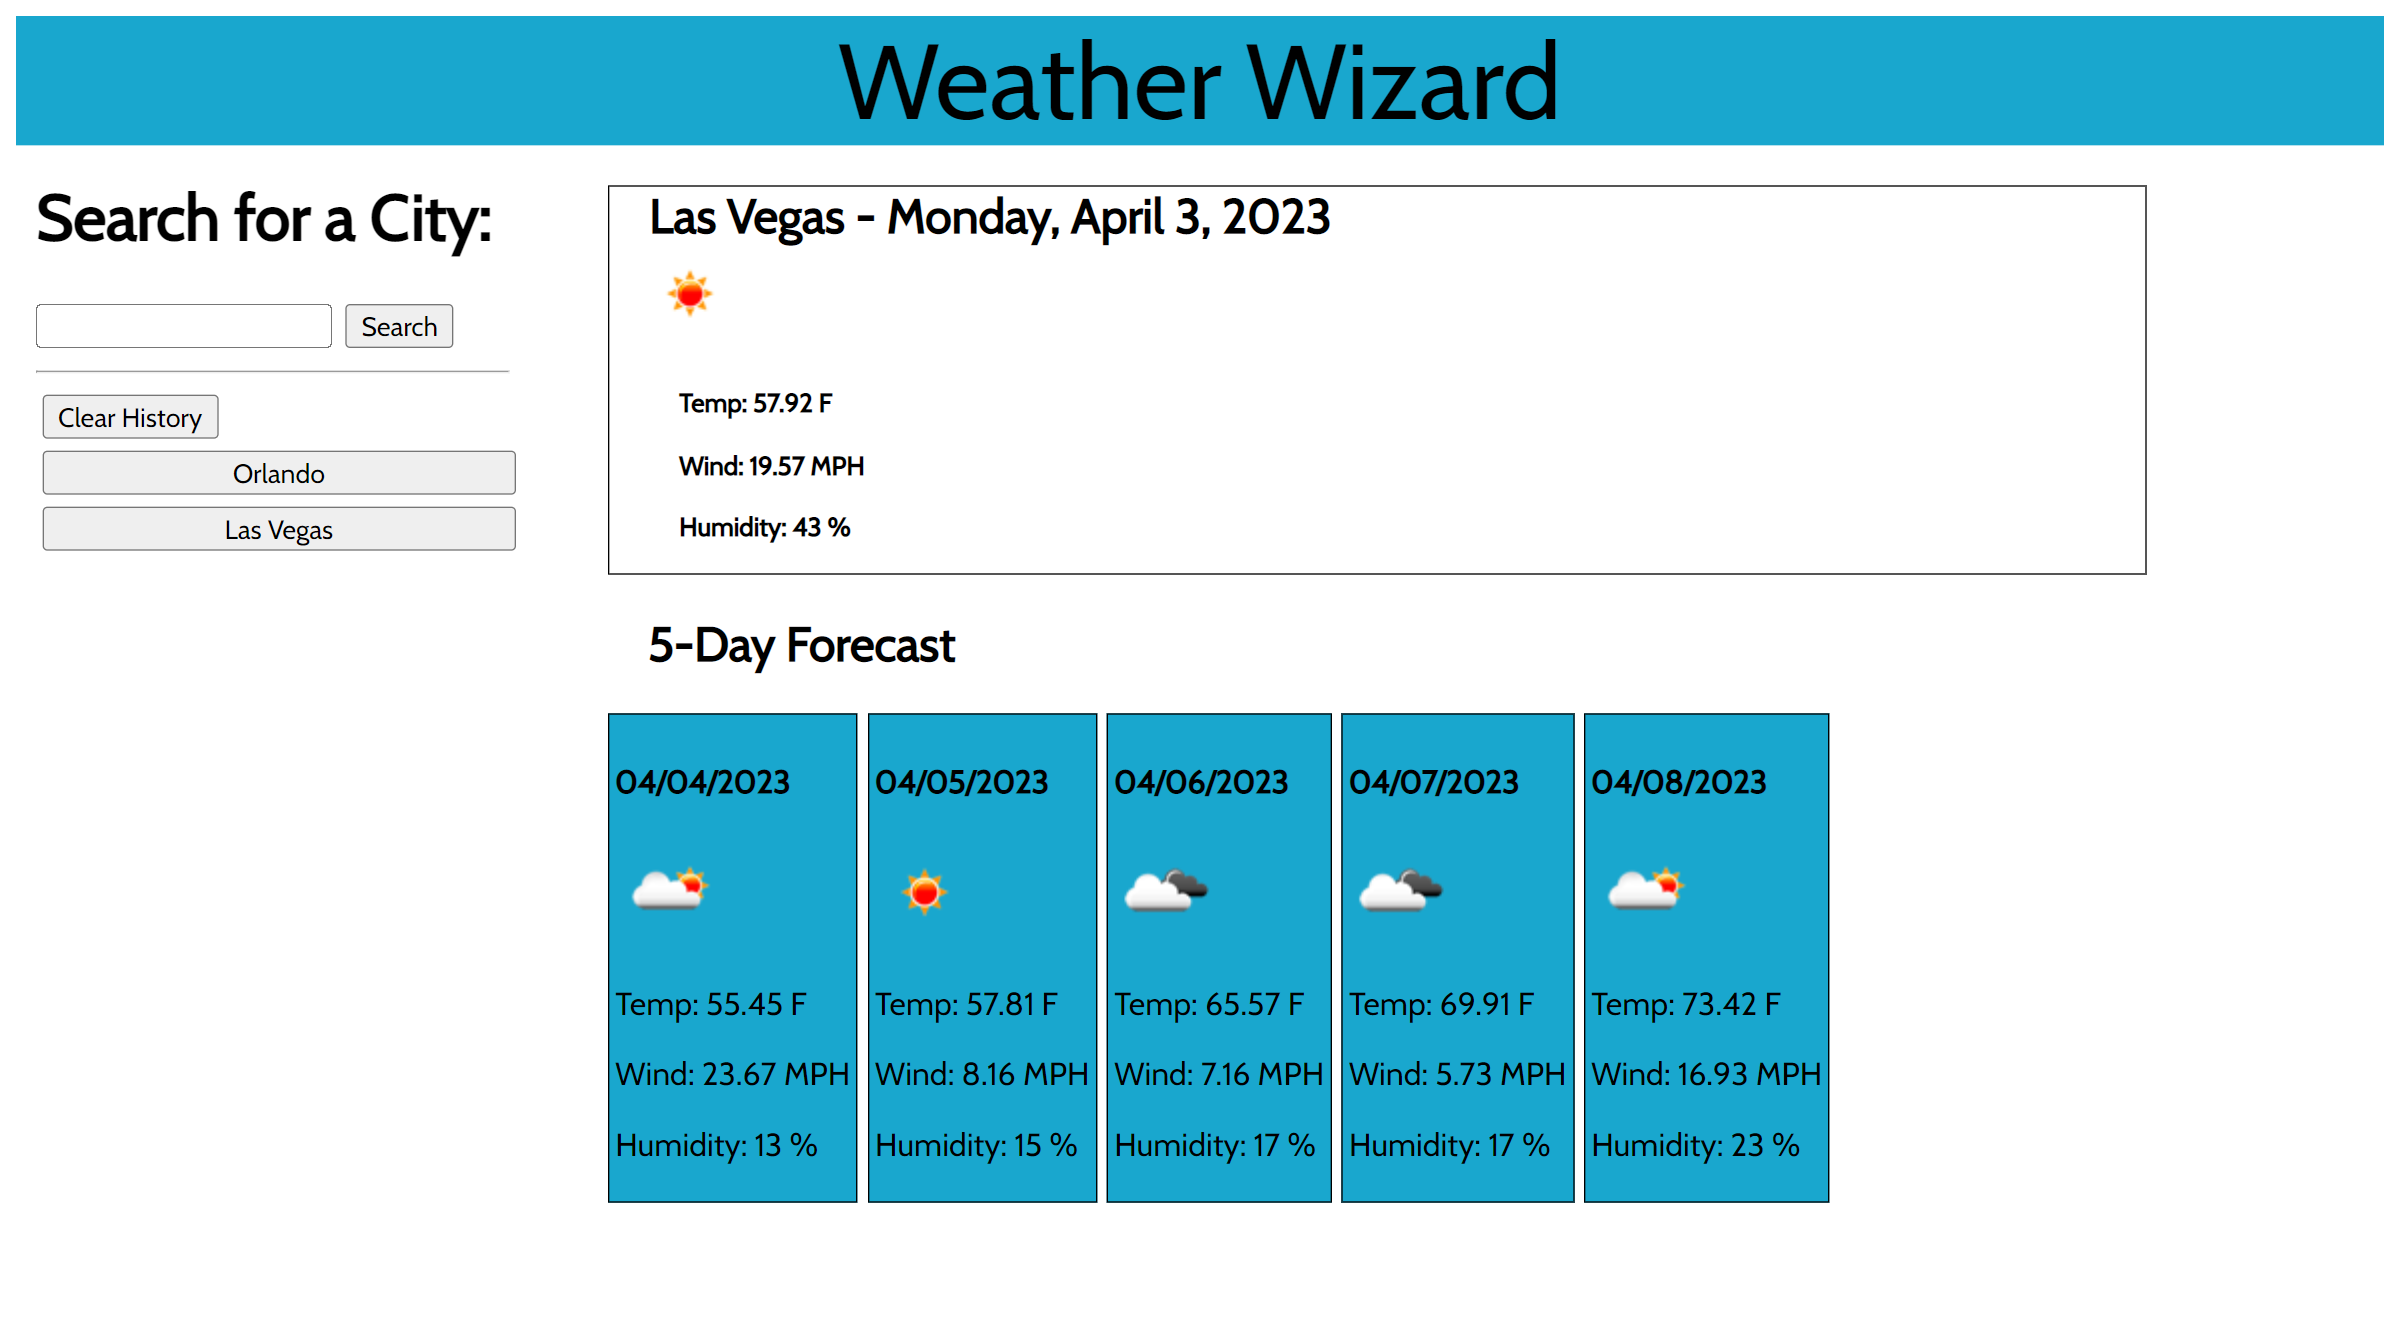 Weather Wizard
Search for a City:
Search
Clear History
Orlando
Las Vegas
Las Vegas - Monday, April 3, 2023
Temp: 57.92 F
Wind: 19.57 MPH
Humidity: 43 %
5-Day Forecast
04/04/2023
Temp: 55.45 F
Wind: 23.67 MPH
Humidity: 13 %
04/05/2023
Temp: 57.81 F
Wind: 8.16 MPH
Humidity: 15 %
04/06/2023
Temp: 65.57 F
Wind: 7.16 MPH
Humidity: 17 %
04/07/2023
Temp: 69.91 F
Wind: 5.73 MPH
Humidity: 17 %
04/08/2023
Temp: 73.42 F
Wind: 16.93 MPH
Humidity: 23 %